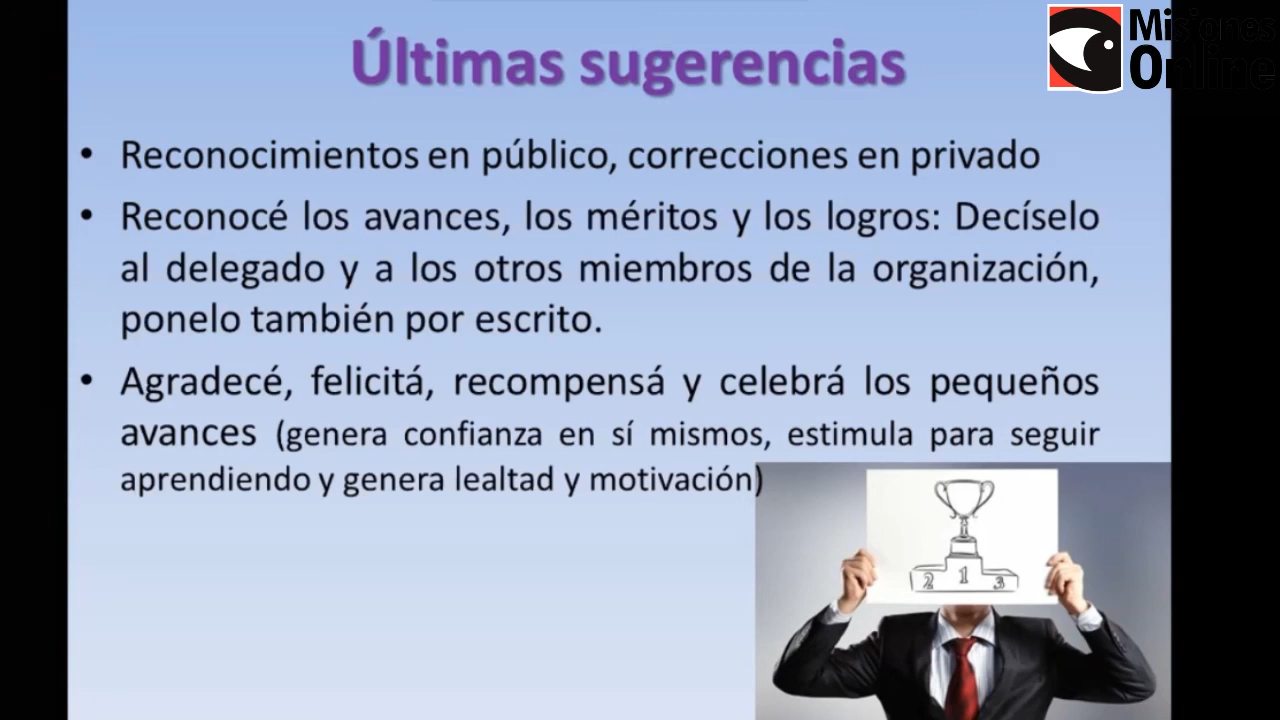 Últimas sugerencias
Misiones
Online
• Reconocimientos en público, correcciones en privado
• Reconocé los avances, los méritos y los logros: Decíselo
al delegado y a los otros miembros de la organización,
ponelo también por escrito.
• Agradecé, felicitá, recompensá y celebrá los pequeños
avances (genera confianza en sí mismos, estimula para seguir
aprendiendo y genera lealtad y motivación)
2 1 3